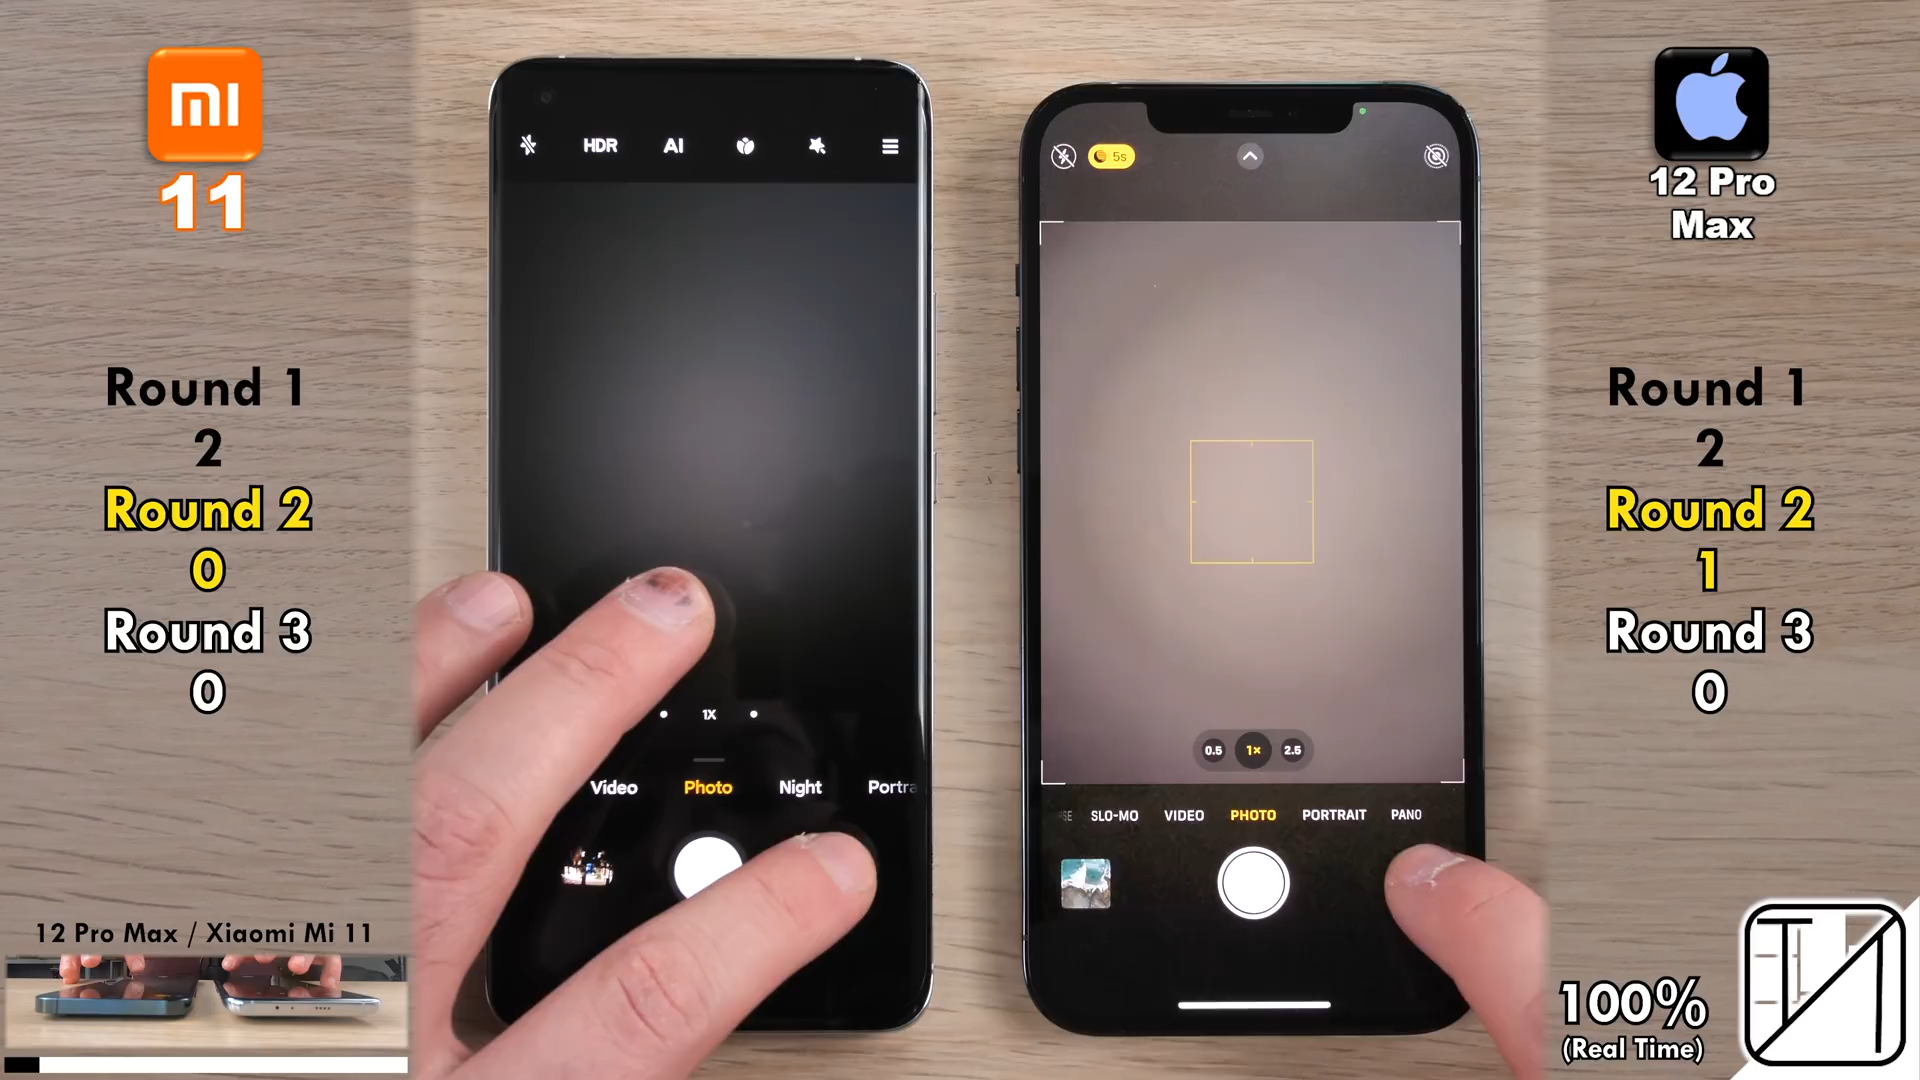 mi
11
Round 1
2
Round 2
0
Round 3
0
12 Pro Max / Xiaomi Mi 11
HDR
AI
1X
Video
Photo
Night
Portra
5s
0.5
1×
2.5
SLO-MO
VIDEO
PHOTO
PORTRAIT
PANO
12 Pro
Max
Round 1
2
Round 2
1
Round 3
0
100%
(Real Time)